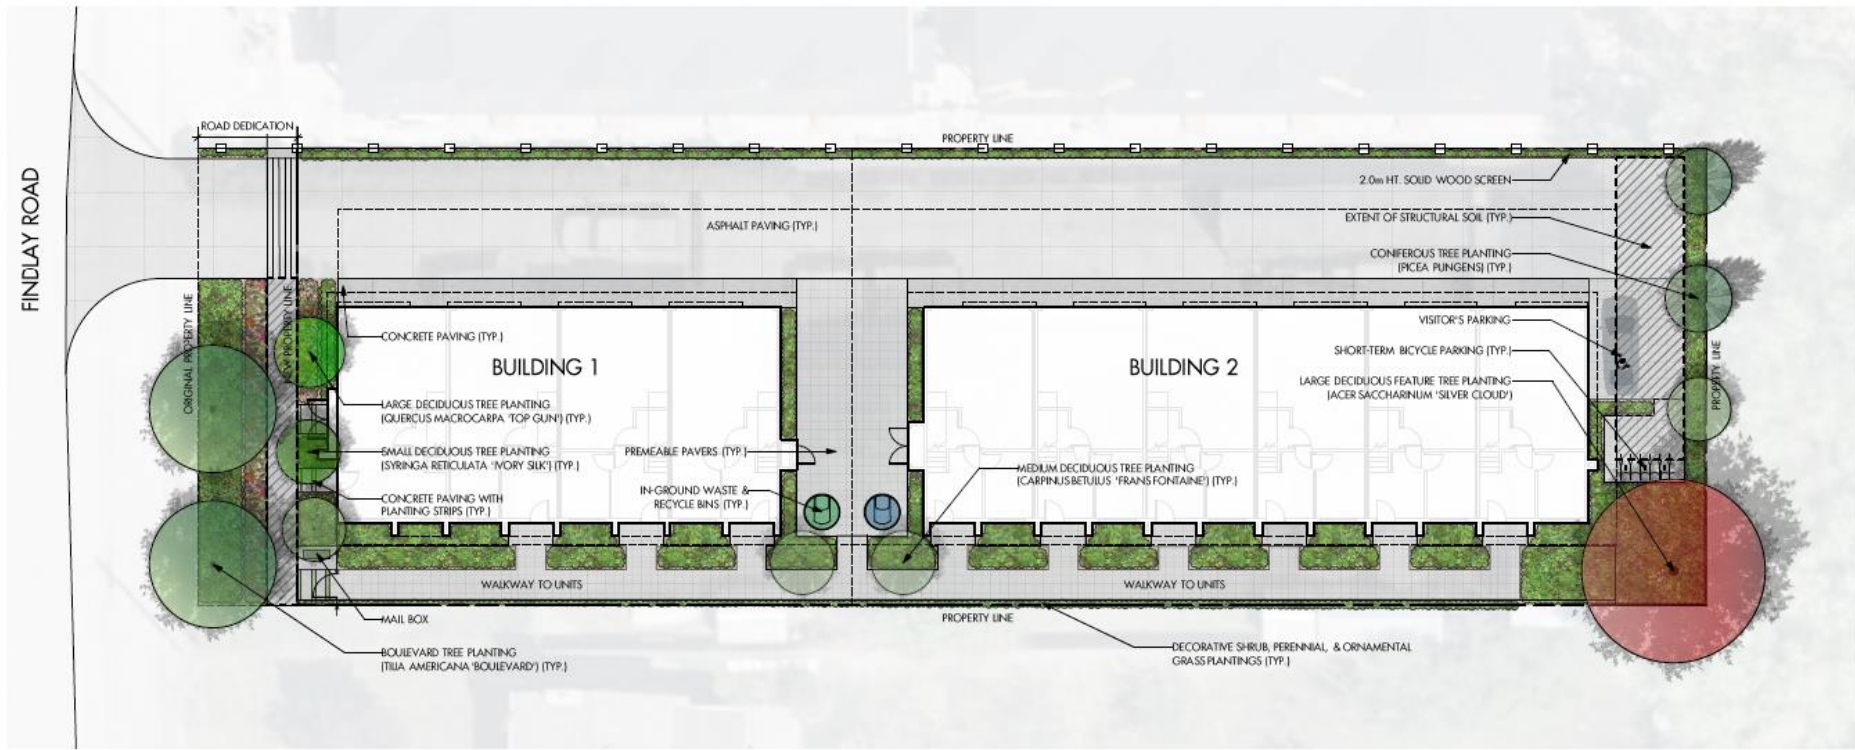 FINDLAY ROAD
ROAD DEDICATION
PROPERTY LINE
2.0m HT. SOLID WOOD SCREEN
ASPHALT PAVING (TYP.)
EXTENT OF STRUCTURAL SOIL (TYP.)
CONIFEROUS TREE PLANTING
(PICEA PUNGENS) (TYP.)
ORIGINAL PROPERTY LINE
NEW PROPERTY LINE
CONCRETE PAVING (TYP.)
BUILDING 1
BUILDING 2
VISITOR'S PARKING
SHORT-TERM BICYCLE PARKING (TYP.)
LARGE DECIDUOUS FEATURE TREE PLANTING
(ACER SACCHARINUM 'SILVER CLOUD')
PROPERTY LINE
LARGE DECIDUOUS TREE PLANTING
(QUERCUS MACROCARPA 'TOP GUN') (TYP.)
SMALL DECIDUOUS TREE PLANTING
(SYRINGA RETICULATA 'IVORY SILK') (TYP.)
PREMEABLE PAVERS (TYP.)
MEDIUM DECIDUOUS TREE PLANTING
(CARPINUS BETULUS 'FRANS FONTAINE') (TYP.)
CONCRETE PAVING WITH
PLANTING STRIPS (TYP.)
IN-GROUND WASTE &
RECYCLE BINS (TYP.)
WALKWAY TO UNITS
WALKWAY TO UNITS
MAIL BOX
PROPERTY LINE
BOULEVARD TREE PLANTING
(TILIA AMERICANA 'BOULEVARD') (TYP.)
DECORATIVE SHRUB, PERENNIAL, & ORNAMENTAL
GRASS PLANTINGS (TYP.)